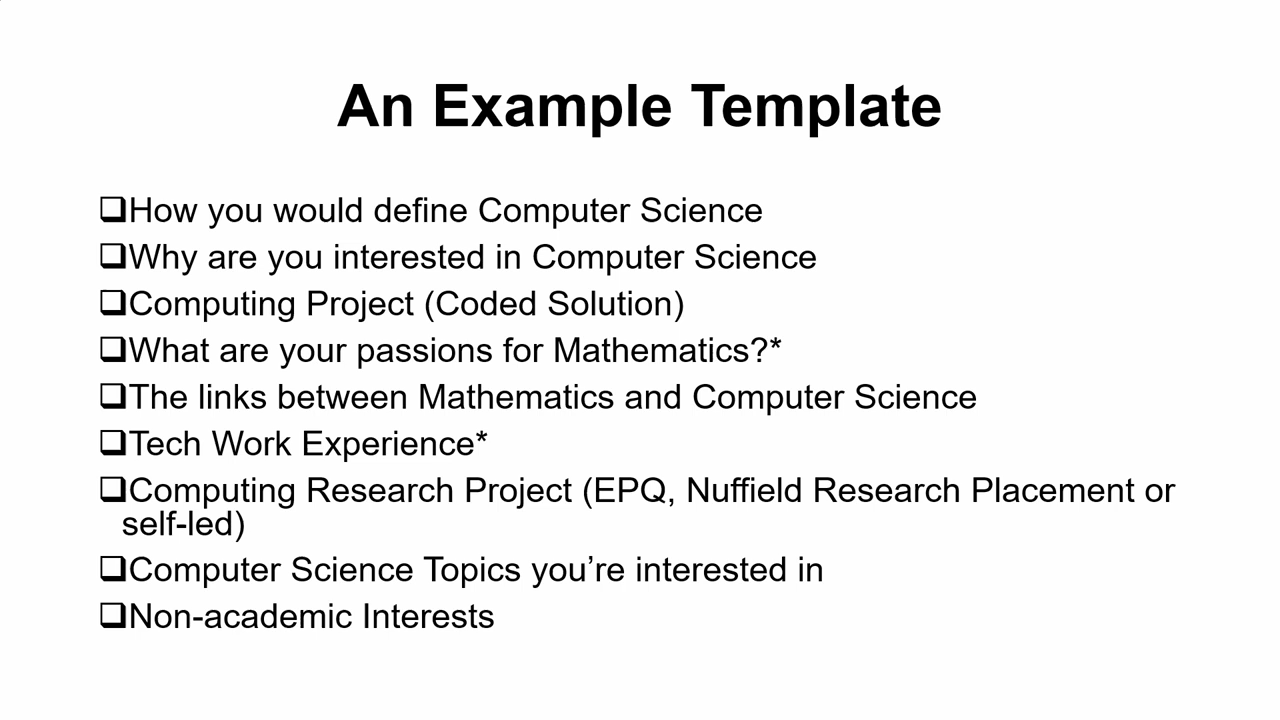 An Example Template
❑How you would define Computer Science
❑Why are you interested in Computer Science
❑Computing Project (Coded Solution)
❑What are your passions for Mathematics?*
❑The links between Mathematics and Computer Science
❑Tech Work Experience*
❑Computing Research Project (EPQ, Nuffield Research Placement or
self-led)
❑Computer Science Topics you’re interested in
❑Non-academic Interests